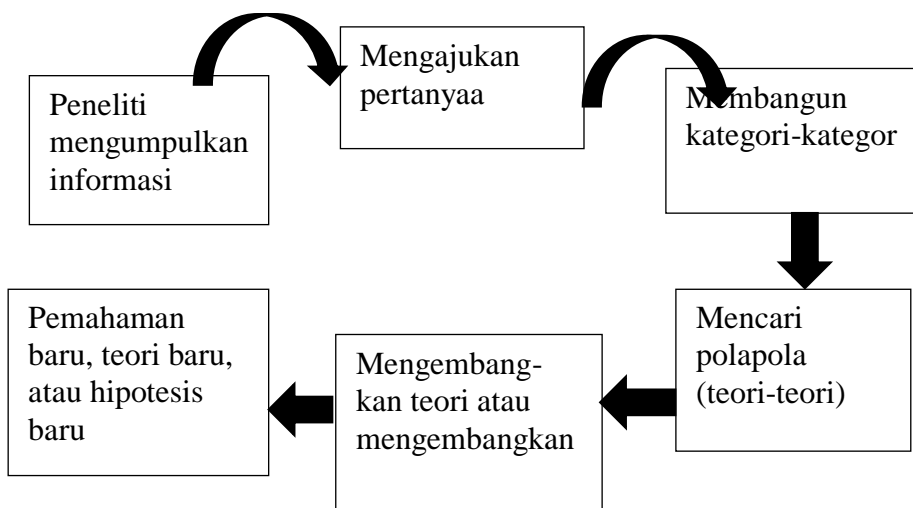 Peneliti
mengumpulkan
informasi
Mengajukan
pertanyaa
Membangun
kategori-kategor
Mencari
polapola
(teori-teori)
Mengembang-
kan teori atau
mengembangkan
Pemahaman
baru, teori baru,
atau hipotesis
baru